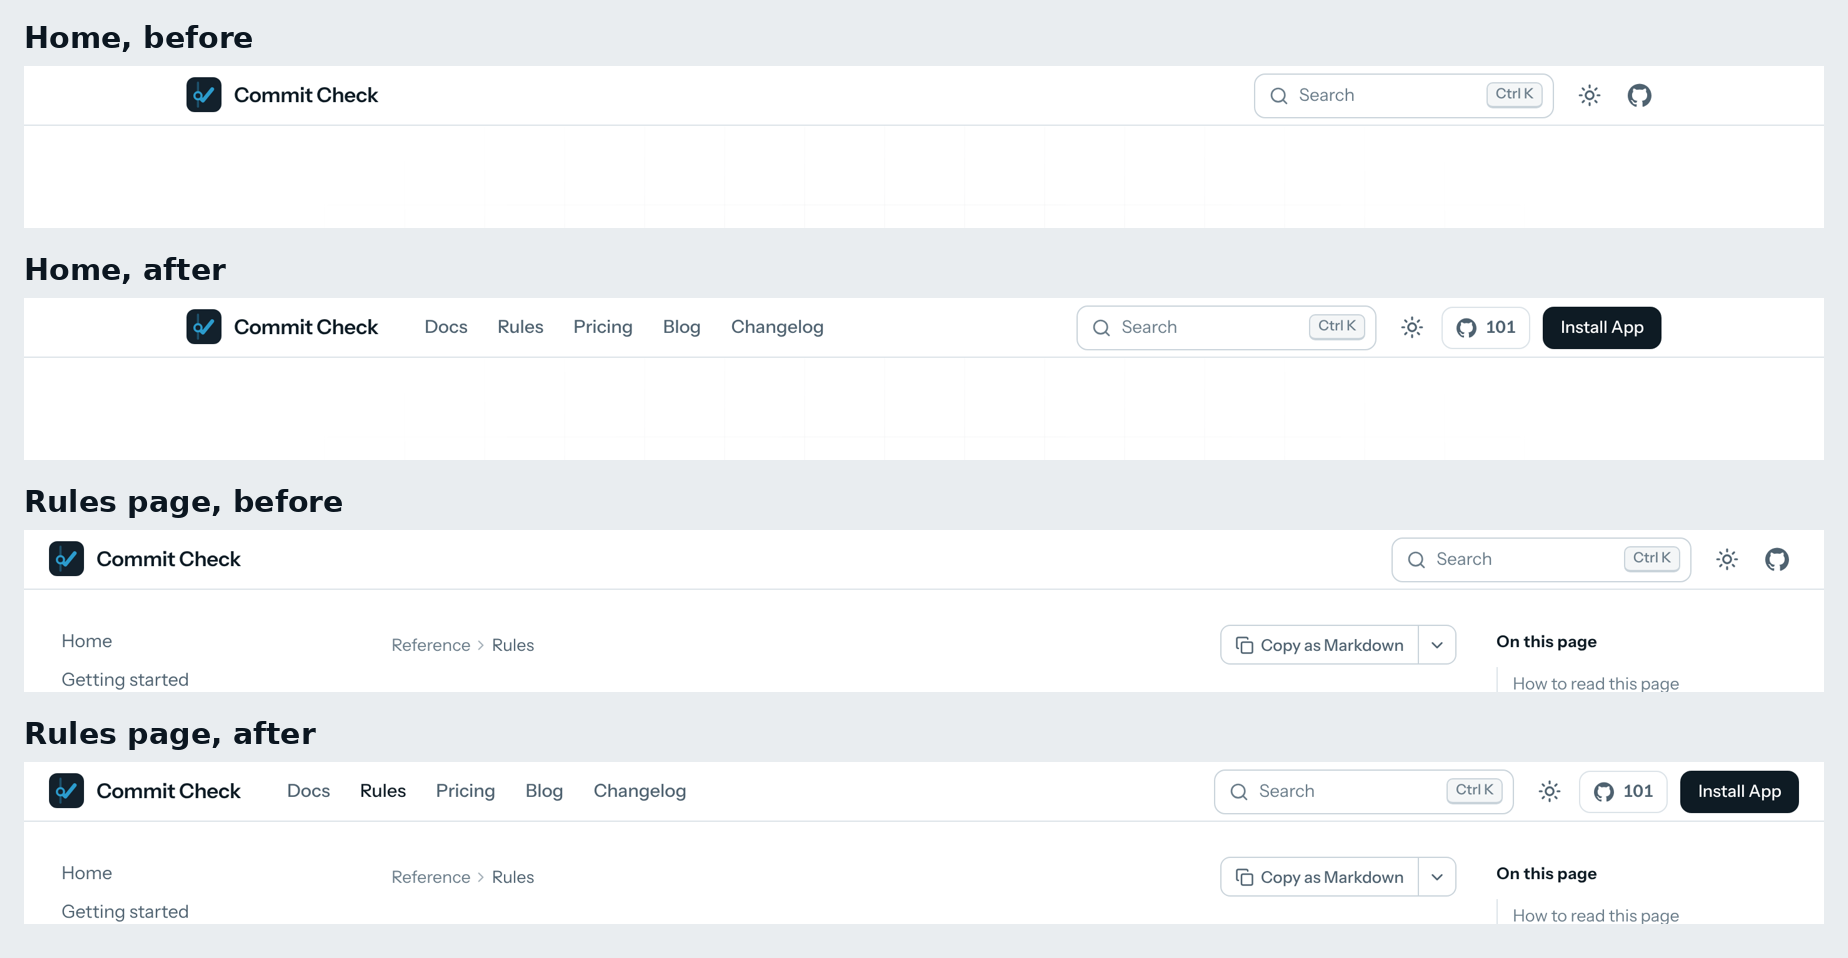 Home, before
Commit Check Search Ctrl K
Home, after
Commit Check Docs Rules Pricing Blog Changelog Search Ctrl K 101 Install App
Rules page, before
Commit Check Search Ctrl K
Home Reference > Rules Copy as Markdown On this page
Getting started How to read this page
Rules page, after
Commit Check Docs Rules Pricing Blog Changelog Search Ctrl K 101 Install App
Home Reference > Rules Copy as Markdown On this page
Getting started How to read this page